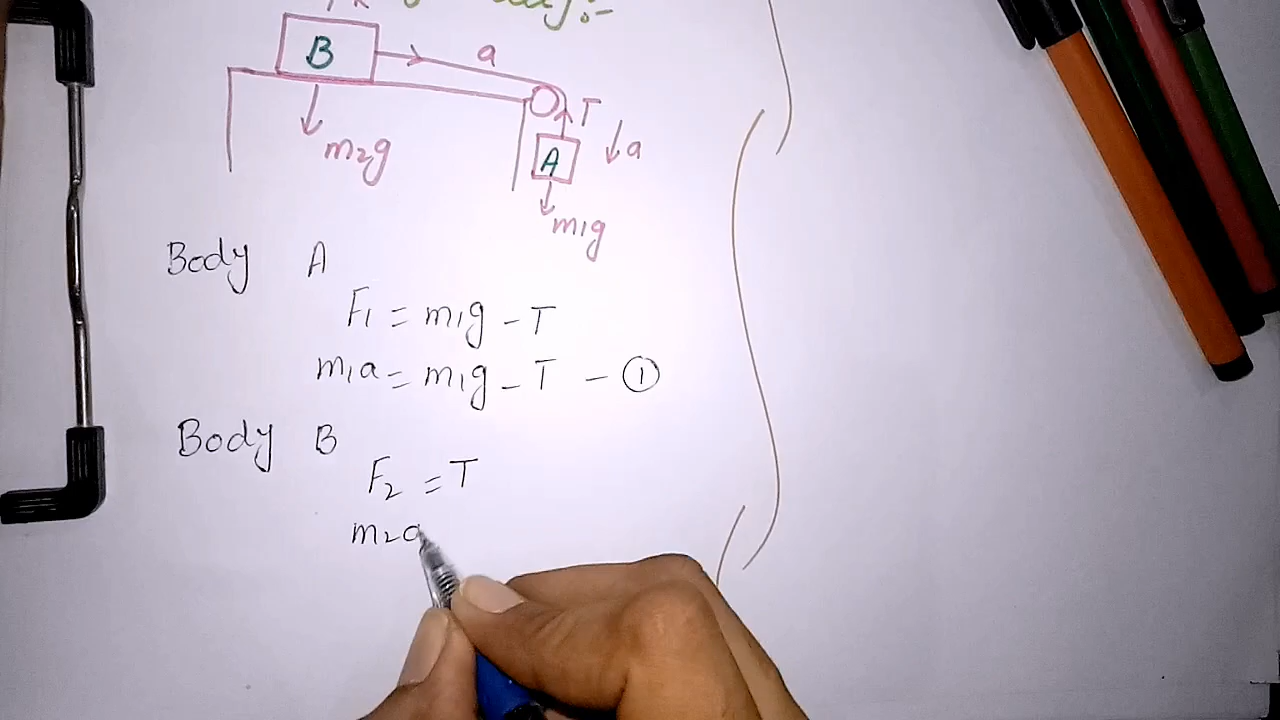 B
a
T
m2g
A
a
m1g
Body A
F1 = m1g - T
m1a = m1g - T - ①
Body B
F2 = T
m2a